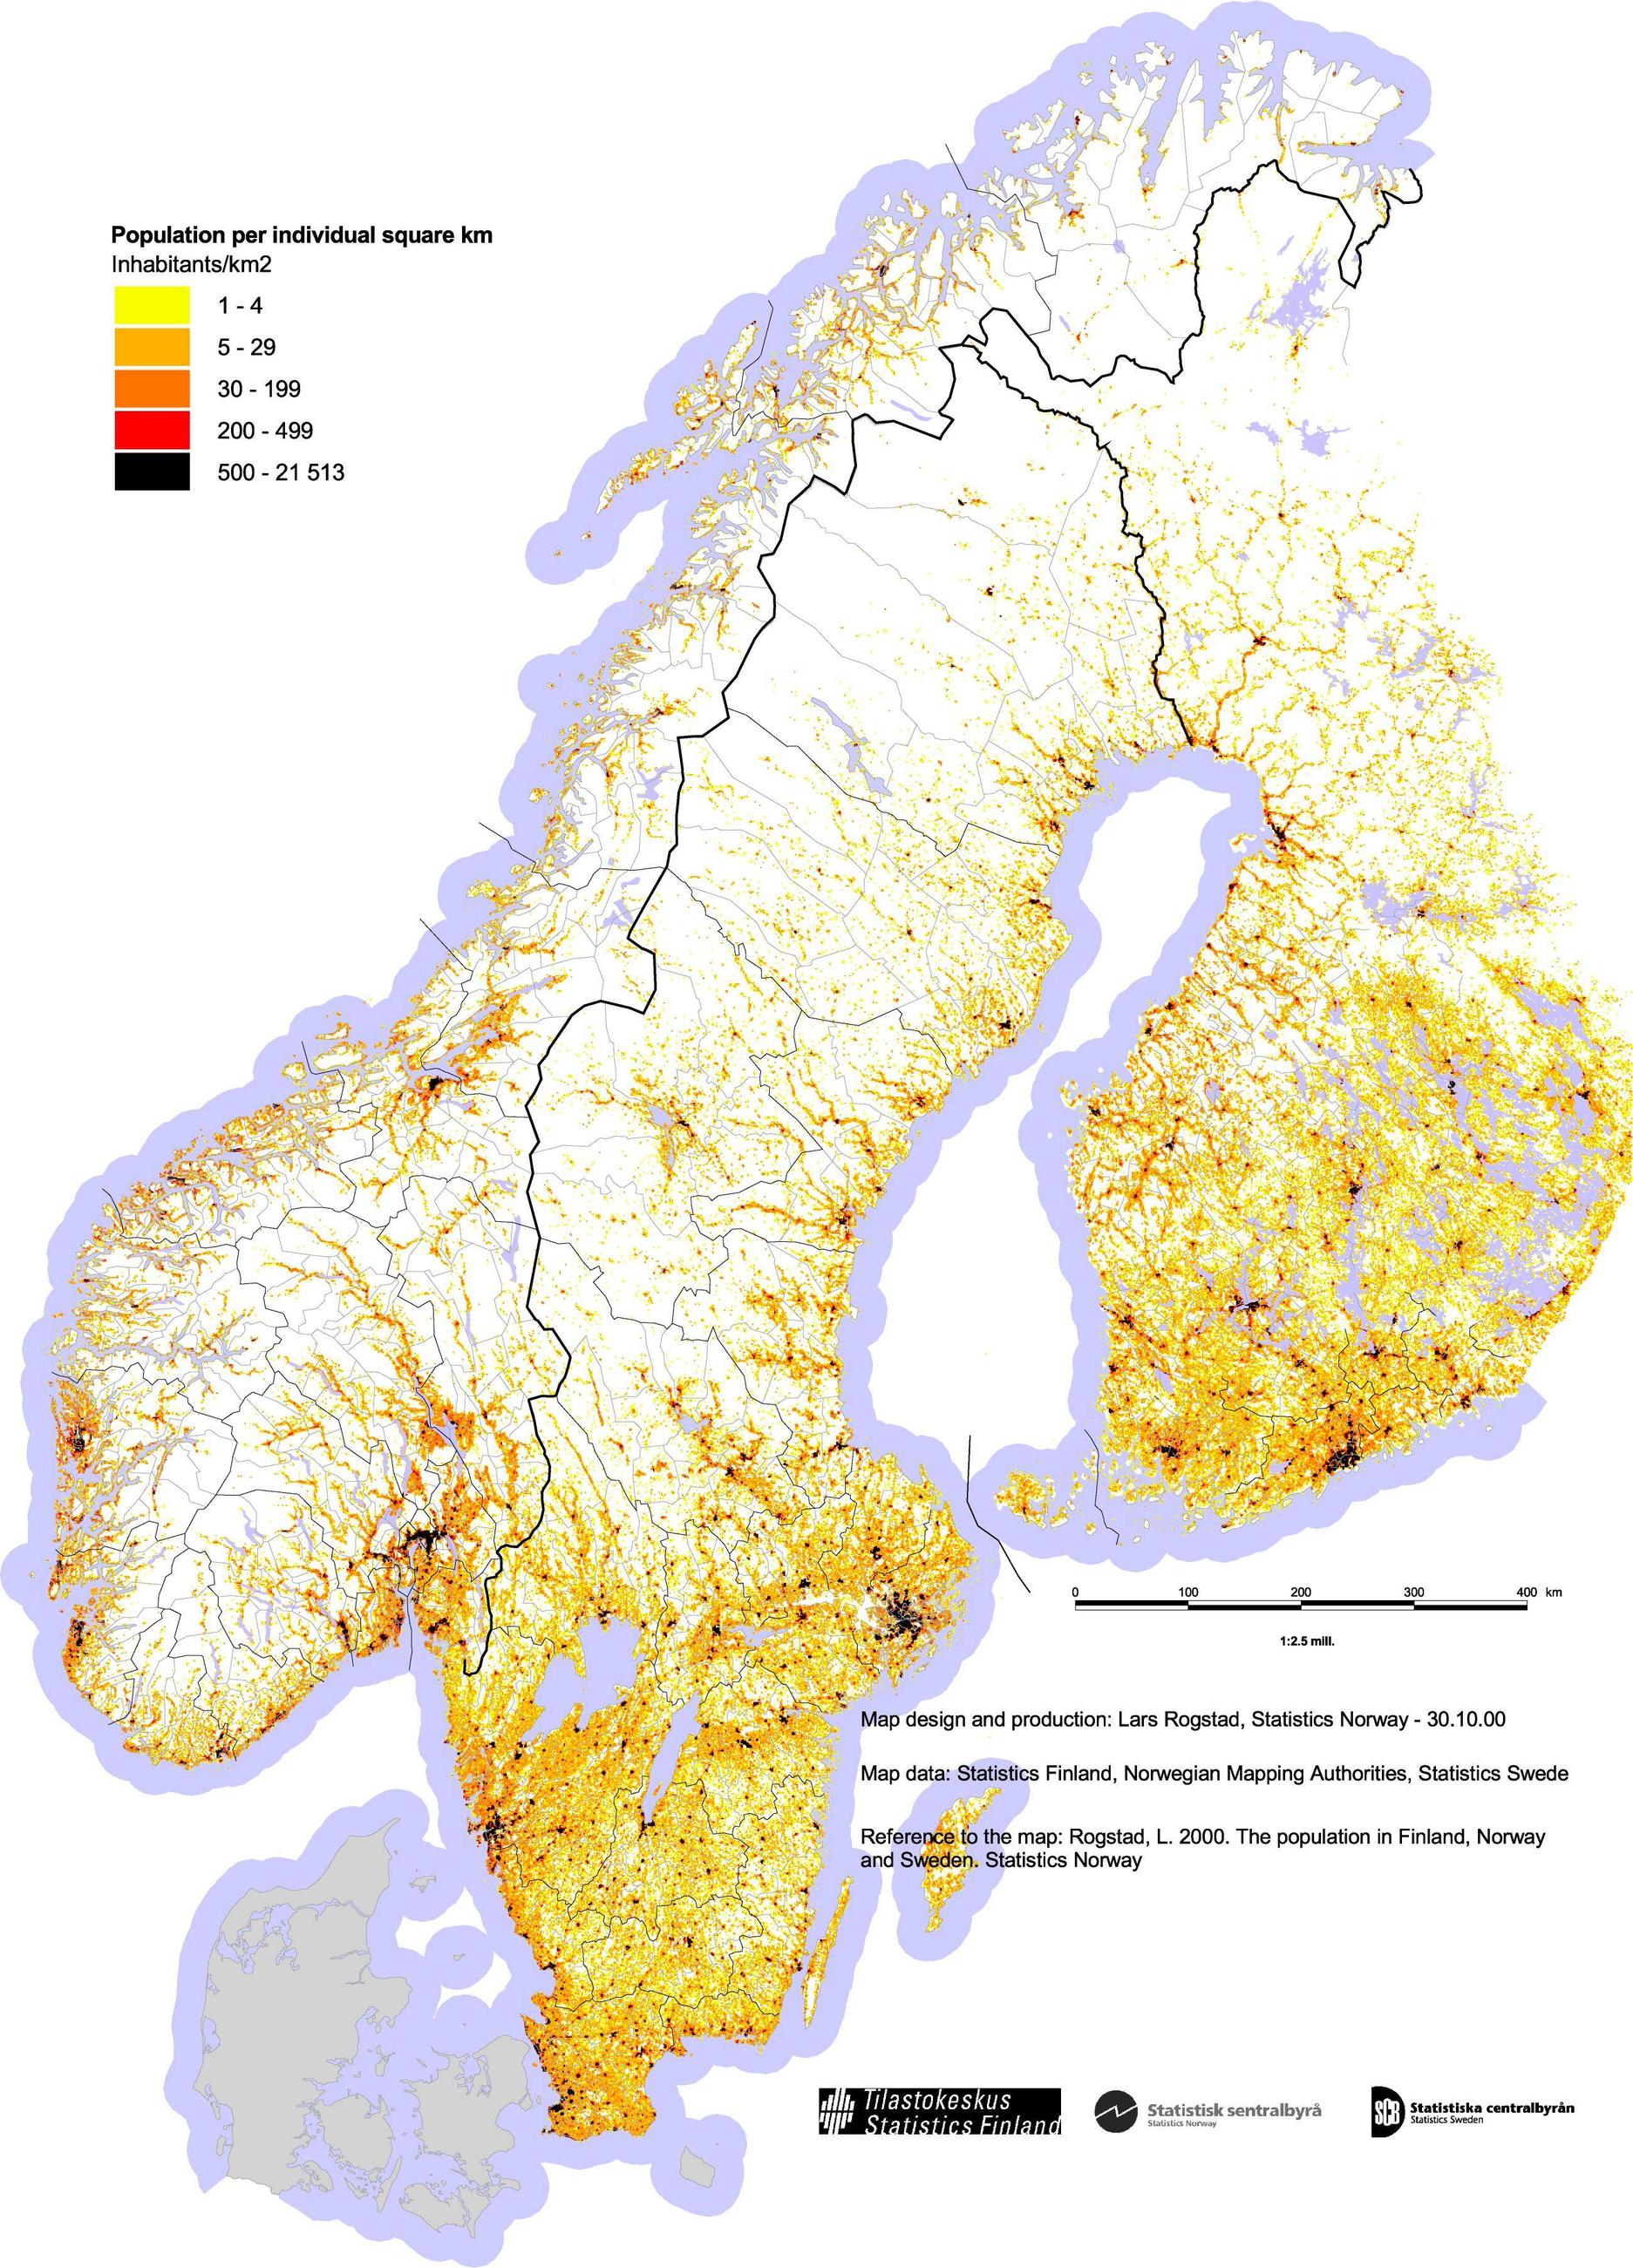 Population per individual square km
Inhabitants/km2
1 - 4
5 - 29
30 - 199
200 - 499
500 - 21 513
0 100 200 300 400 km
1:2.5 mill.
Map design and production: Lars Rogstad, Statistics Norway - 30.10.00
Map data: Statistics Finland, Norwegian Mapping Authorities, Statistics Swede
Reference to the map: Rogstad, L. 2000. The population in Finland, Norway
and Sweden. Statistics Norway
Tilastokeskus
Statistics Finland
Statistisk sentralbyrå
Statistics Norway
SCB
Statistiska centralbyrån
Statistics Sweden